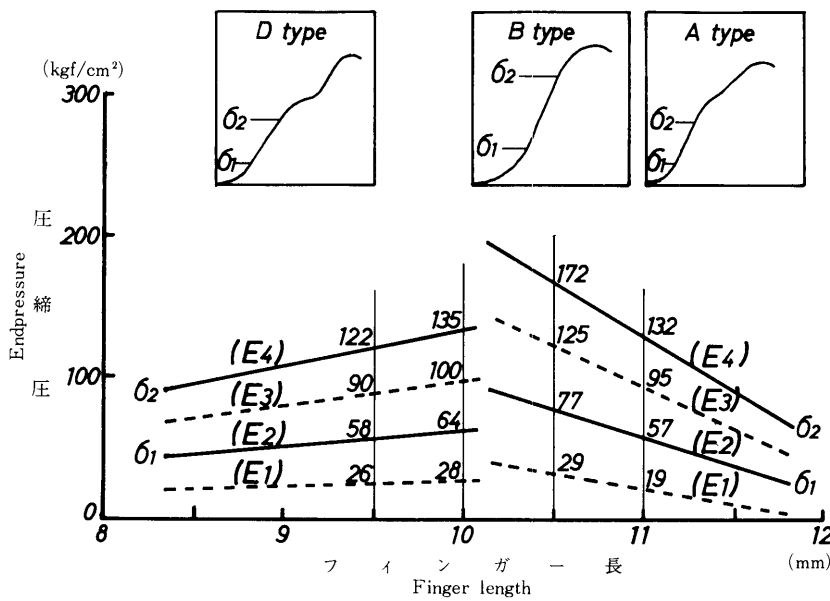 D type
B type
A type
(kgf/cm²)
300
200
100
0
圧締圧
Endpressure
σ2
σ1
σ2
σ1
σ2
σ1
172
125
77
29
132
95
57
19
122
90
58
26
135
100
64
28
(E4)
(E3)
(E2)
(E1)
(E4)
(E3)
(E2)
(E1)
σ2
σ1
σ2
σ1
8
9
10
11
12
フィンガー長
(mm)
Finger length